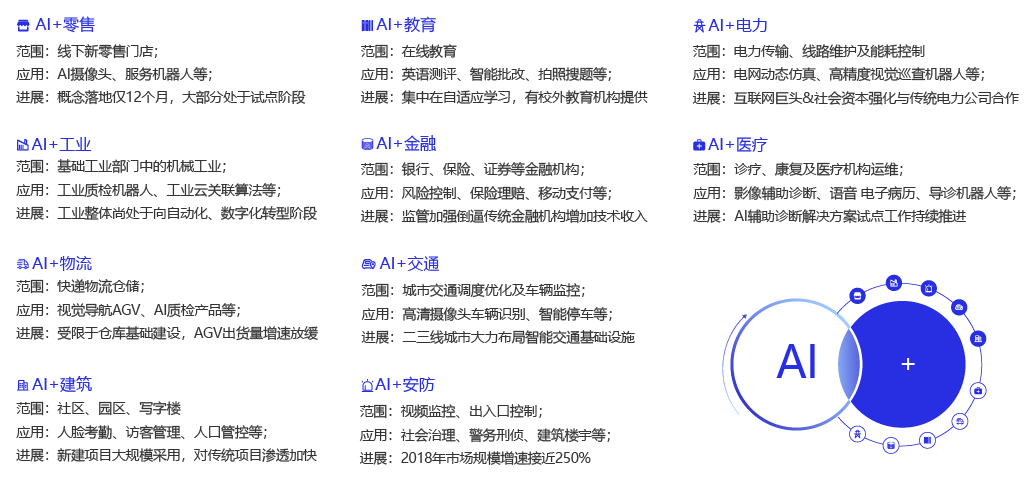 AI+零售
范围：线下新零售门店；
应用：AI摄像头、服务机器人等；
进展：概念落地仅12个月，大部分处于试点阶段
AI+工业
范围：基础工业部门中的机械工业；
应用：工业质检机器人、工业云关联算法等；
进展：工业整体尚处于向自动化、数字化转型阶段
AI+物流
范围：快递物流仓储；
应用：视觉导航AGV、AI质检产品等；
进展：受限于仓库基础建设，AGV出货量增速放缓
AI+建筑
范围：社区、园区、写字楼
应用：人脸考勤、访客管理、人口管控等；
进展：新建项目大规模采用，对传统项目渗透加快
AI+教育
范围：在线教育
应用：英语测评、智能批改、拍照搜题等；
进展：集中在自适应学习，有校外教育机构提供
AI+金融
范围：银行、保险、证券等金融机构；
应用：风险控制、保险理赔、移动支付等；
进展：监管加强倒逼传统金融机构增加技术收入
AI+交通
范围：城市交通调度优化及车辆监控；
应用：高清摄像头车辆识别、智能停车等；
进展：二三线城市大力布局智能交通基础设施
AI+安防
范围：视频监控、出入口控制；
应用：社会治理、警务刑侦、建筑楼宇等；
进展：2018年市场规模增速接近250%
AI+电力
范围：电力传输、线路维护及能耗控制
应用：电网动态仿真、高精度视觉巡查机器人等；
进展：互联网巨头&社会资本强化与传统电力公司合作
AI+医疗
范围：诊疗、康复及医疗机构运维；
应用：影像辅助诊断、语音 电子病历、导诊机器人等；
进展：AI辅助诊断解决方案试点工作持续推进
AI
+